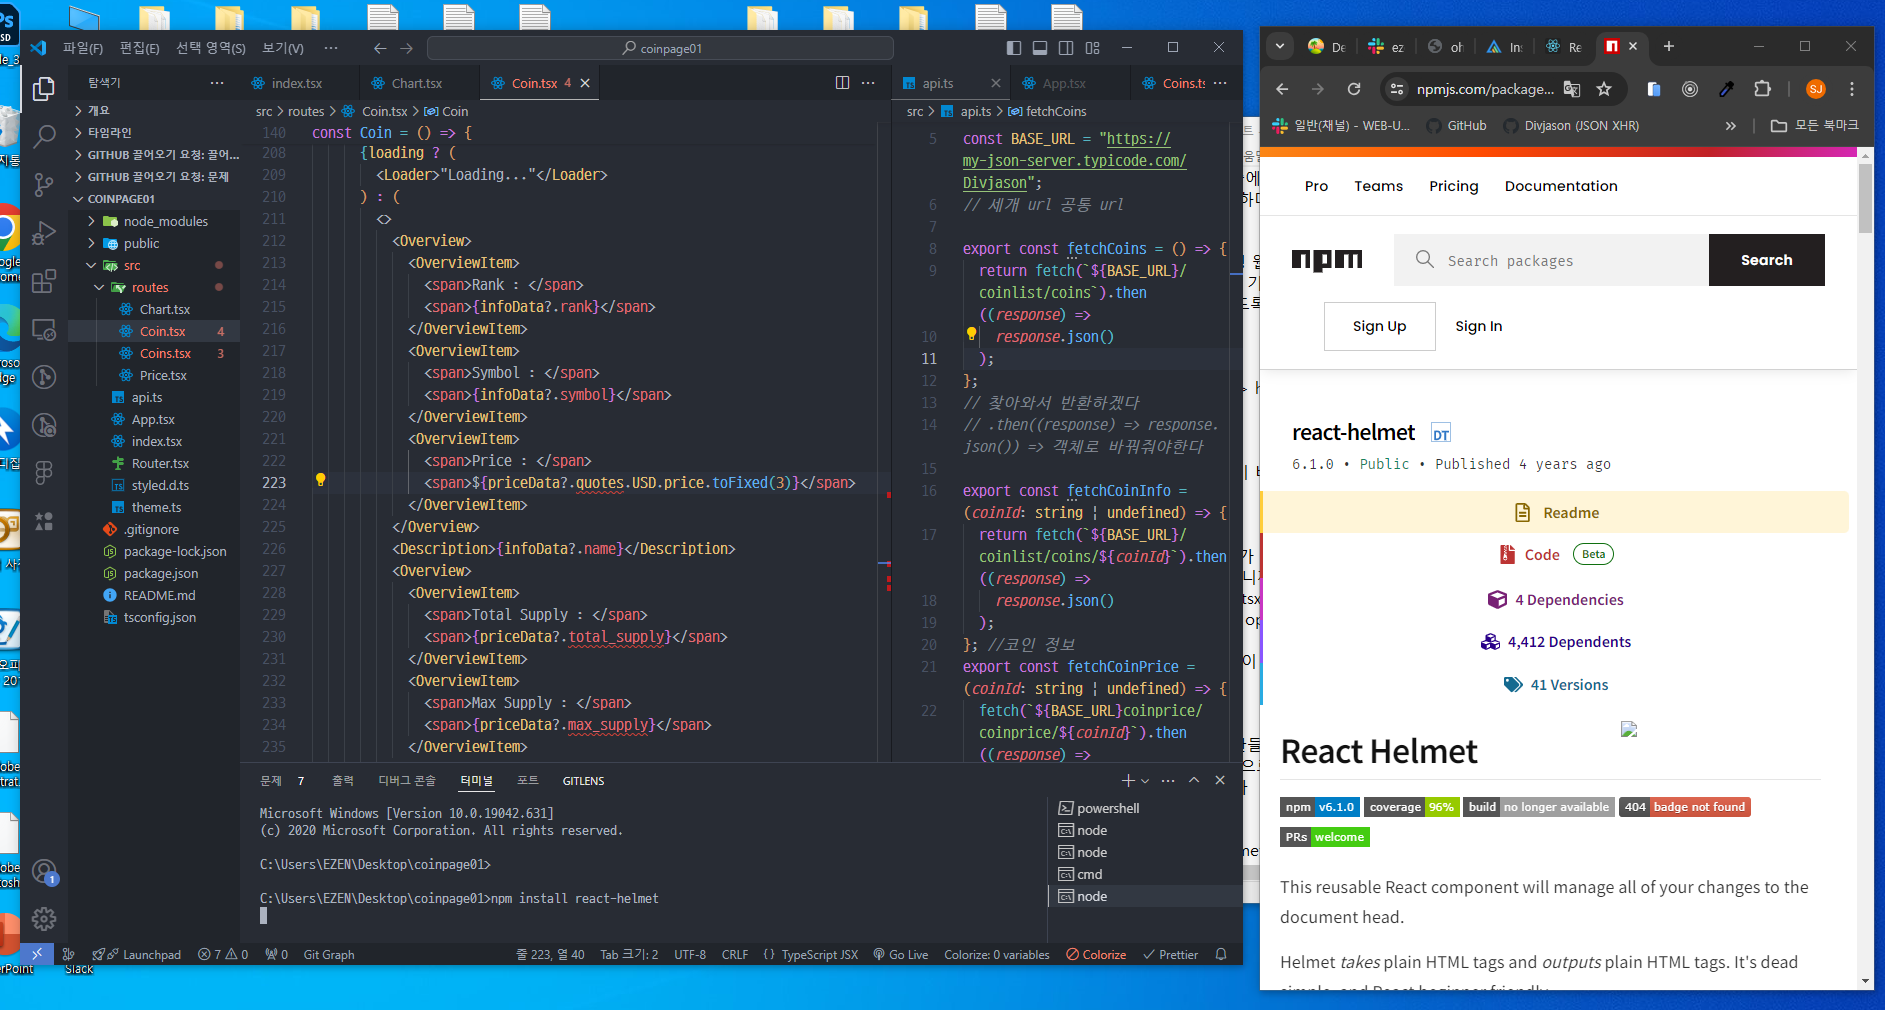 파일(F) 편집(E) 선택 영역(S) 보기(V) ··· coinpage01
탐색기 ···
개요
타임라인
GITHUB 끌어오기 요청: 끌어...
GITHUB 끌어오기 요청: 문제
COINPAGE01
node_modules
public
src
routes
Chart.tsx
Coin.tsx 4
Coins.tsx 3
Price.tsx
api.ts
App.tsx
index.tsx
Router.tsx
styled.d.ts
theme.ts
.gitignore
package-lock.json
package.json
README.md
tsconfig.json
index.tsx Chart.tsx Coin.tsx 4
src > routes > Coin.tsx > Coin
140 const Coin = () => {
208 {loading ? (
209 <Loader>"Loading..."</Loader>
210 ) : (
211 <>
212 <Overview>
213 <OverviewItem>
214 <span>Rank : </span>
215 <span>{infoData?.rank}</span>
216 </OverviewItem>
217 <OverviewItem>
218 <span>Symbol : </span>
219 <span>{infoData?.symbol}</span>
220 </OverviewItem>
221 <OverviewItem>
222 <span>Price : </span>
223 <span>${priceData?.quotes.USD.price.toFixed(3)}</span>
224 </OverviewItem>
225 </Overview>
226 <Description>{infoData?.name}</Description>
227 <Overview>
228 <OverviewItem>
229 <span>Total Supply : </span>
230 <span>{priceData?.total_supply}</span>
231 </OverviewItem>
232 <OverviewItem>
233 <span>Max Supply : </span>
234 <span>{priceData?.max_supply}</span>
235 </OverviewItem>
api.ts App.tsx Coins.ts ···
src > api.ts > fetchCoins
5 const BASE_URL = "https://
my-json-server.typicode.com/
Divjason";
6 // 세개 url 공통 url
7
8 export const fetchCoins = () => {
9 return fetch(`${BASE_URL}/
coinlist/coins`).then
((response) =>
10 response.json()
11 );
12 };
13 // 찾아와서 반환하겠다
14 // .then((response) => response.
json()) => 객체로 바꿔줘야한다
15
16 export const fetchCoinInfo =
(coinId: string ¦ undefined) => {
17 return fetch(`${BASE_URL}/
coinlist/coins/${coinId}`).then
((response) =>
18 response.json()
19 );
20 }; //코인 정보
21 export const fetchCoinPrice =
(coinId: string ¦ undefined) => {
22 fetch(`${BASE_URL}coinprice/
coinprice/${coinId}`).then
((response) =>
문제 7 출력 디버그 콘솔 터미널 포트 GITLENS
Microsoft Windows [Version 10.0.19042.631]
(c) 2020 Microsoft Corporation. All rights reserved.
C:\Users\EZEN\Desktop\coinpage01>
C:\Users\EZEN\Desktop\coinpage01>npm install react-helmet
powershell
node
node
cmd
node
1
Launchpad 7 0 0 Git Graph 줄 223, 열 40 Tab 크기: 2 UTF-8 CRLF {} TypeScript JSX Go Live Colorize: 0 variables Colorize Prettier
Slack
De ez oh In: Re
npmjs.com/package... SJ
일반(채널) - WEB-U... GitHub Divjason (JSON XHR) » 모든 북마크
Pro Teams Pricing Documentation
npm Search packages Search
Sign Up Sign In
react-helmet DT
6.1.0 • Public • Published 4 years ago
Readme
Code Beta
4 Dependencies
4,412 Dependents
41 Versions
React Helmet
npm v6.1.0 coverage 96% build no longer available 404 badge not found
PRs welcome
This reusable React component will manage all of your changes to the
document head.
Helmet takes plain HTML tags and outputs plain HTML tags. It's dead
simple, and React beginner friendly.